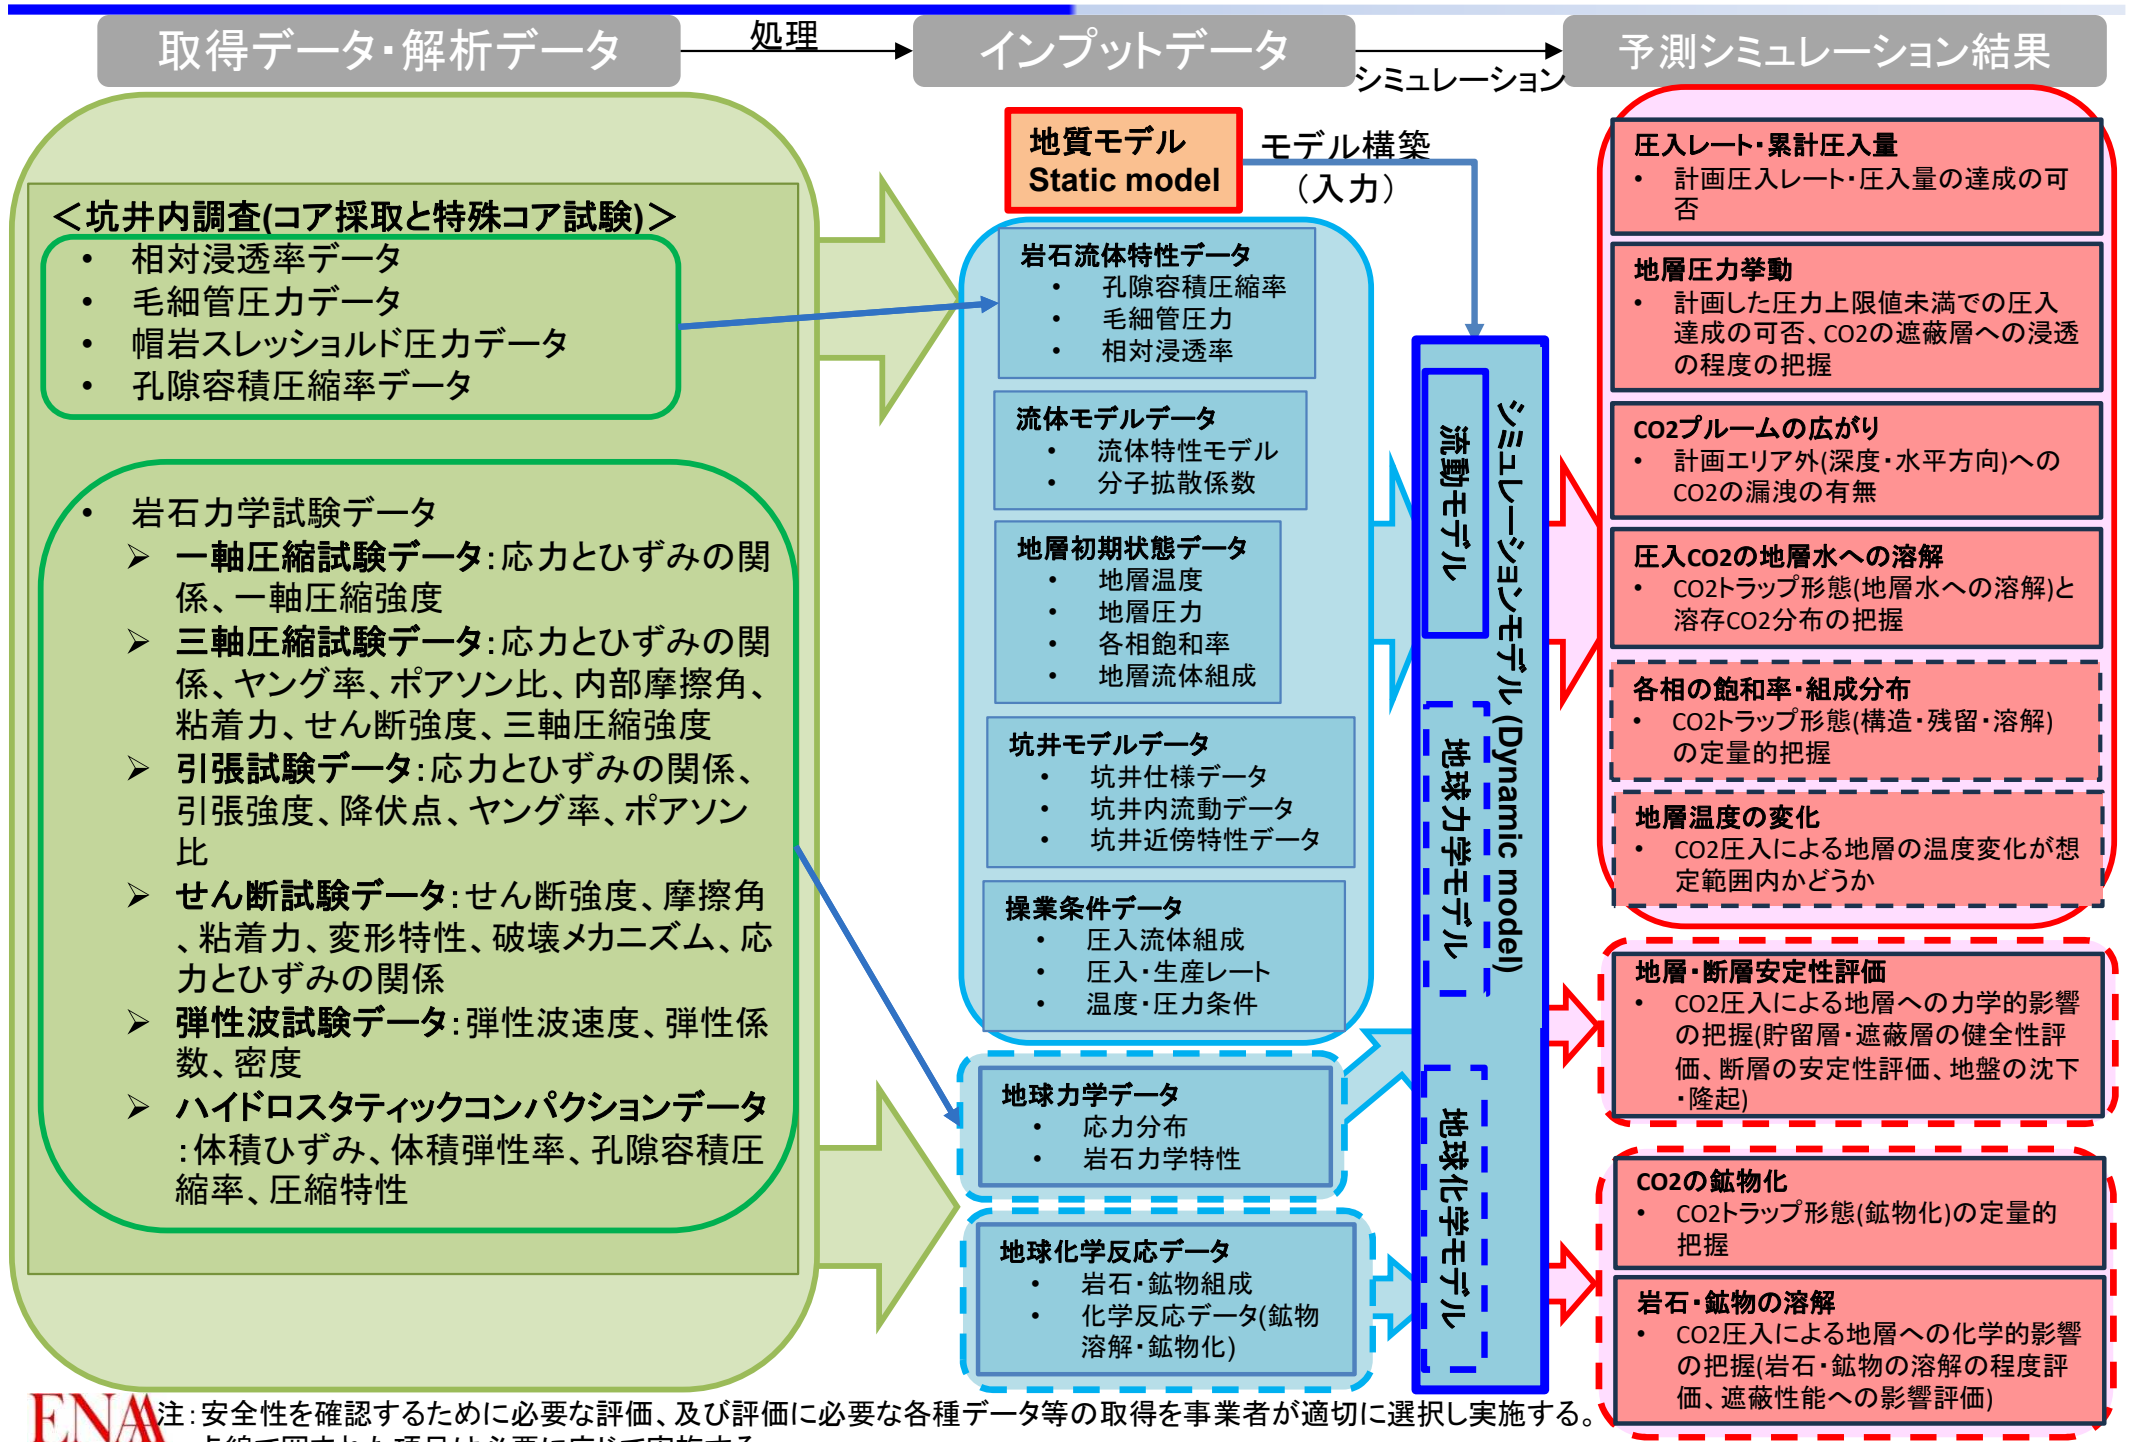 取得データ・解析データ
処理
インプットデータ
シミュレーション
予測シミュレーション結果
＜坑井内調査(コア採取と特殊コア試験)＞
• 相対浸透率データ
• 毛細管圧力データ
• 帽岩スレッショルド圧力データ
• 孔隙容積圧縮率データ
• 岩石力学試験データ
➢ 一軸圧縮試験データ：応力とひずみの関
係、一軸圧縮強度
➢ 三軸圧縮試験データ：応力とひずみの関
係、ヤング率、ポアソン比、内部摩擦角、
粘着力、せん断強度、三軸圧縮強度
➢ 引張試験データ：応力とひずみの関係、
引張強度、降伏点、ヤング率、ポアソン
比
➢ せん断試験データ：せん断強度、摩擦角
、粘着力、変形特性、破壊メカニズム、応
力とひずみの関係
➢ 弾性波試験データ：弾性波速度、弾性係
数、密度
➢ ハイドロスタティックコンパクションデータ
：体積ひずみ、体積弾性率、孔隙容積圧
縮率、圧縮特性
地質モデル
Static model
モデル構築
（入力）
岩石流体特性データ
• 孔隙容積圧縮率
• 毛細管圧力
• 相対浸透率
流体モデルデータ
• 流体特性モデル
• 分子拡散係数
地層初期状態データ
• 地層温度
• 地層圧力
• 各相飽和率
• 地層流体組成
坑井モデルデータ
• 坑井仕様データ
• 坑井内流動データ
• 坑井近傍特性データ
操業条件データ
• 圧入流体組成
• 圧入・生産レート
• 温度・圧力条件
地球力学データ
• 応力分布
• 岩石力学特性
地球化学反応データ
• 岩石・鉱物組成
• 化学反応データ(鉱物
溶解・鉱物化)
シミュレーションモデル (Dynamic model)
流動モデル
地球力学モデル
地球化学モデル
圧入レート・累計圧入量
• 計画圧入レート・圧入量の達成の可
否
地層圧力挙動
• 計画した圧力上限値未満での圧入
達成の可否、CO2の遮蔽層への浸透
の程度の把握
CO2プルームの広がり
• 計画エリア外(深度・水平方向)への
CO2の漏洩の有無
圧入CO2の地層水への溶解
• CO2トラップ形態(地層水への溶解)と
溶存CO2分布の把握
各相の飽和率・組成分布
• CO2トラップ形態(構造・残留・溶解)
の定量的把握
地層温度の変化
• CO2圧入による地層の温度変化が想
定範囲内かどうか
地層・断層安定性評価
• CO2圧入による地層への力学的影響
の把握(貯留層・遮蔽層の健全性評
価、断層の安定性評価、地盤の沈下
・隆起)
CO2の鉱物化
• CO2トラップ形態(鉱物化)の定量的
把握
岩石・鉱物の溶解
• CO2圧入による地層への化学的影響
の把握(岩石・鉱物の溶解の程度評
価、遮蔽性能への影響評価)
ENAA
注：安全性を確認するために必要な評価、及び評価に必要な各種データ等の取得を事業者が適切に選択し実施する。
点線で囲まれた項目は必要に応じて実施する